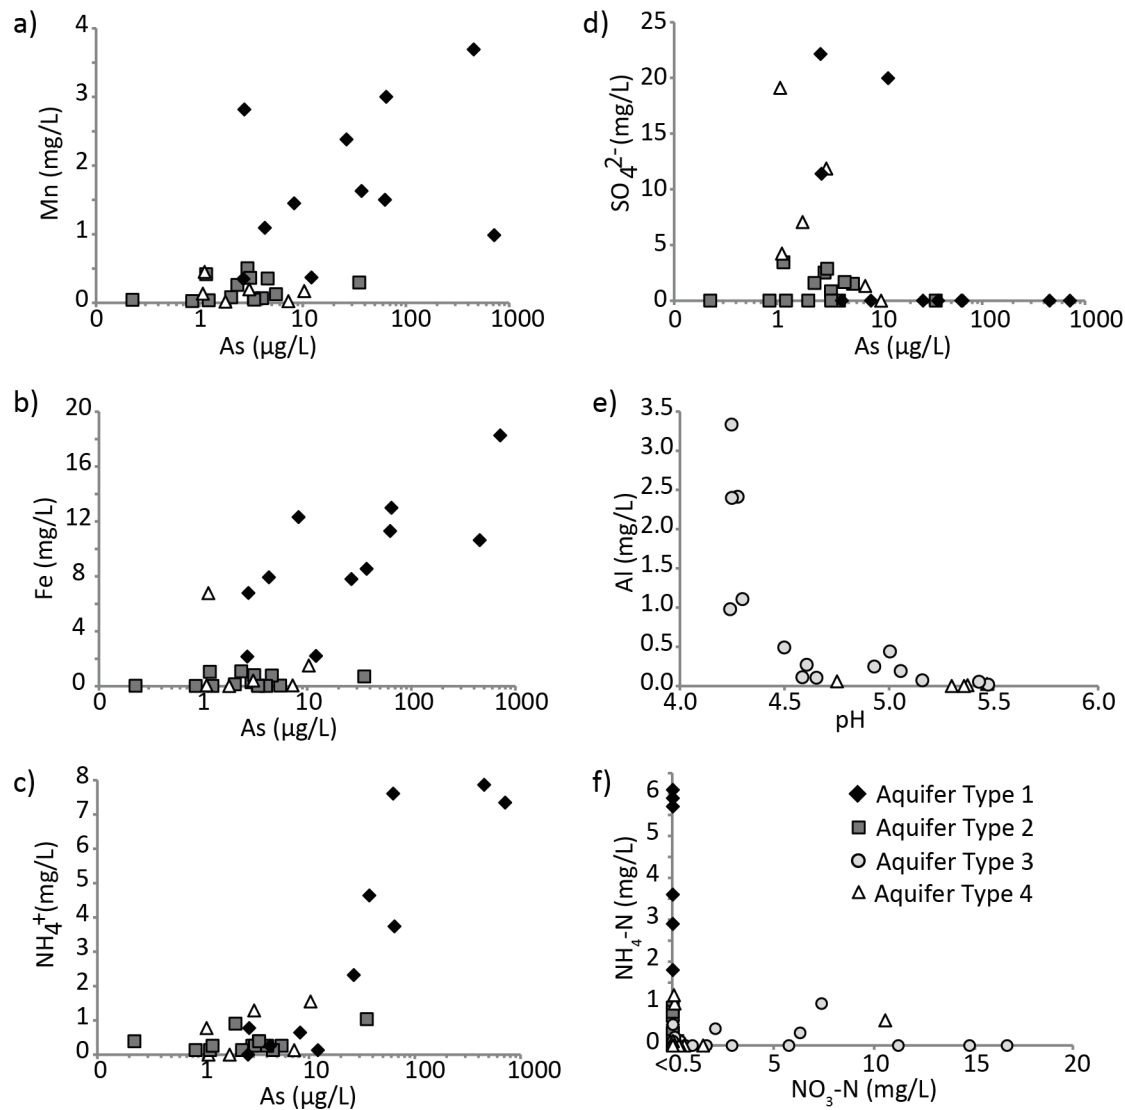 a)
4
3
2
1
0
Mn (mg/L)
0 1 10 100 1000
As (µg/L)
b)
20
16
12
8
4
0
Fe (mg/L)
0 1 10 100 1000
As (µg/L)
c)
8
7
6
5
4
3
2
1
0
NH4+(mg/L)
0 1 10 100 1000
As (µg/L)
d)
25
20
15
10
5
0
SO42-(mg/L)
0 1 10 100 1000
As (µg/L)
e)
3.5
3.0
2.5
2.0
1.5
1.0
0.5
0.0
Al (mg/L)
4.0 4.5 5.0 5.5 6.0
pH
f)
6
5
4
3
2
1
0
NH4-N (mg/L)
<0.5 5 10 15 20
NO3-N (mg/L)
Aquifer Type 1
Aquifer Type 2
Aquifer Type 3
Aquifer Type 4